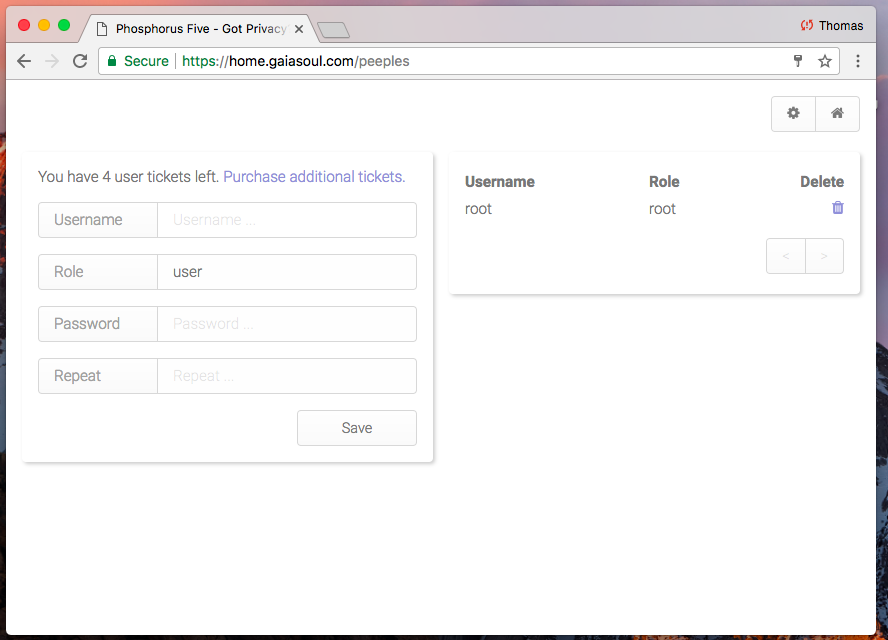 Phosphorus Five - Got Privacy
Thomas
Secure
https://home.gaiasoul.com/peeples
You have 4 user tickets left. Purchase additional tickets.
Username
Username ...
Role
user
Password
Password ...
Repeat
Repeat ...
Save
Username Role Delete
root root
< >